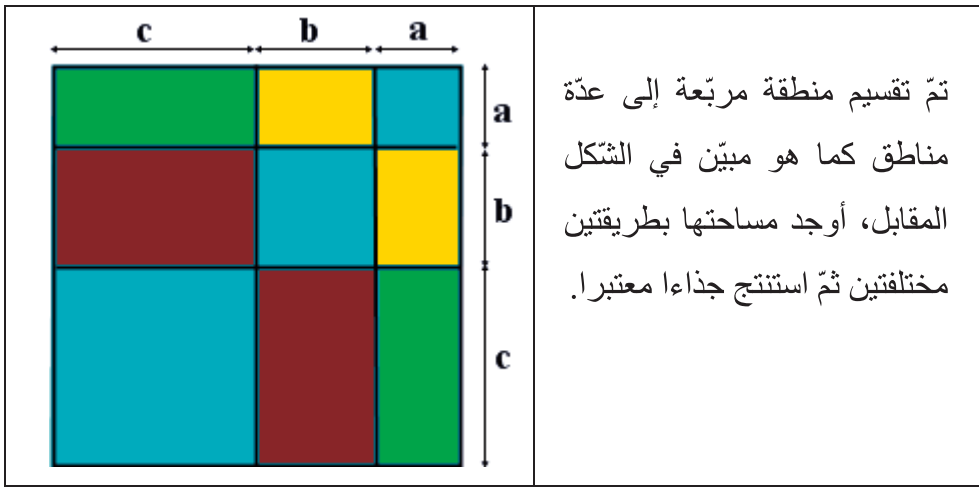 c b a
a
b
c
تمّ تقسيم منطقة مربّعة إلى عدّة
مناطق كما هو مبيّن في الشّكل
المقابل، أوجد مساحتها بطريقتين
مختلفتين ثمّ استنتج جذاءا معتبرا.